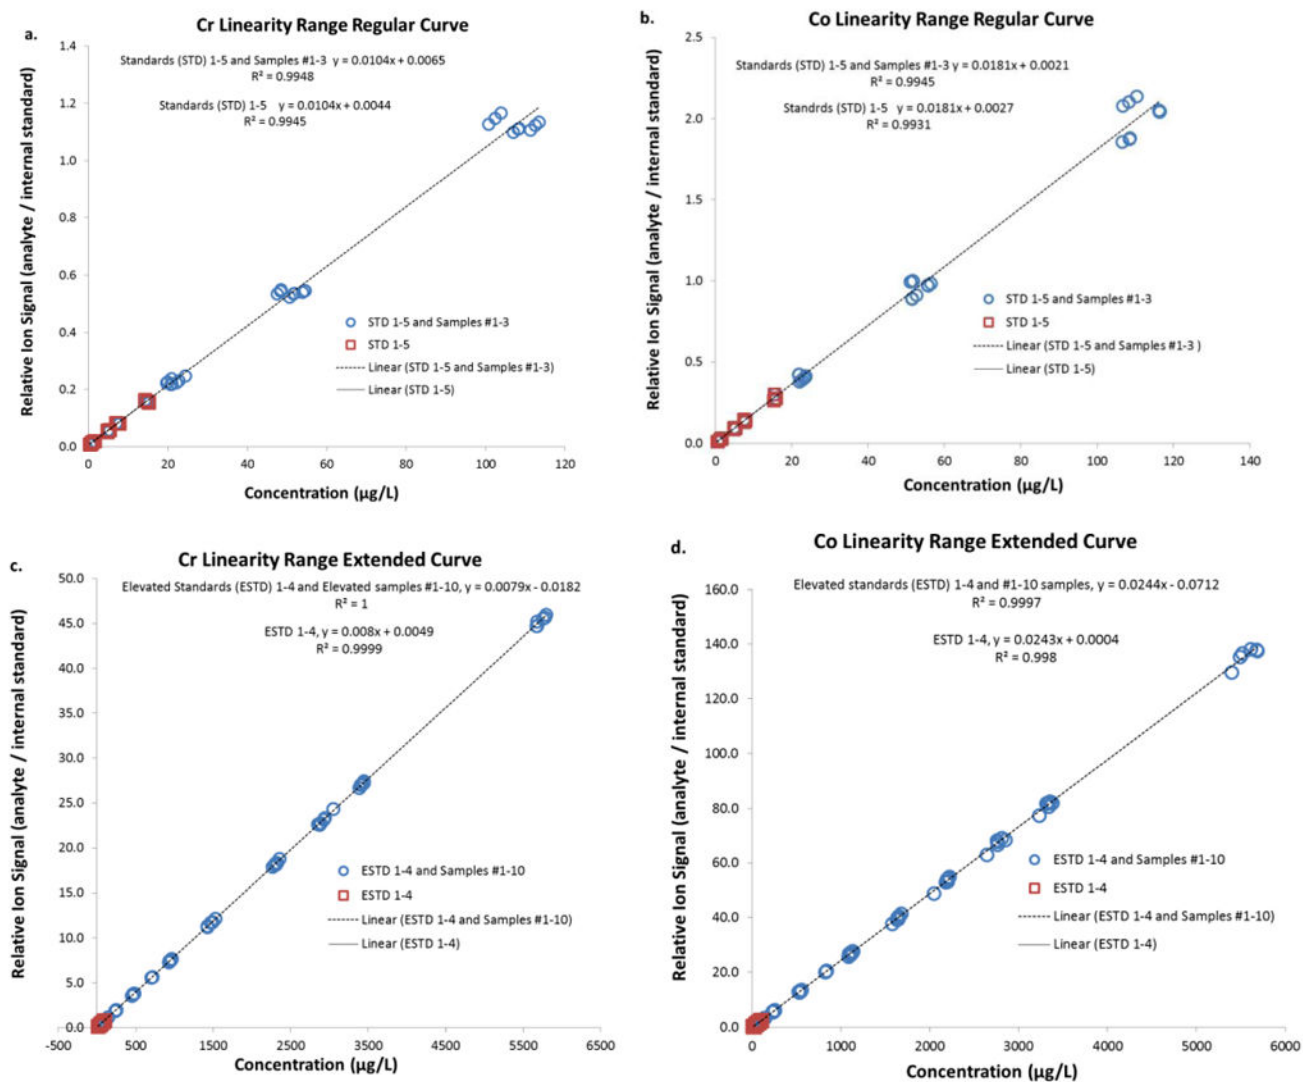 a.
Cr Linearity Range Regular Curve
Standards (STD) 1-5 and Samples #1-3 y = 0.0104x + 0.0065
R² = 0.9948
Standards (STD) 1-5 y = 0.0104x + 0.0044
R² = 0.9945
Relative Ion Signal (analyte / internal standard)
1.4
1.2
1.0
0.8
0.6
0.4
0.2
0.0
STD 1-5 and Samples #1-3
STD 1-5
Linear (STD 1-5 and Samples #1-3)
Linear (STD 1-5)
0 20 40 60 80 100 120
Concentration (µg/L)
b.
Co Linearity Range Regular Curve
Standards (STD) 1-5 and Samples #1-3 y = 0.0181x + 0.0021
R² = 0.9945
Standrds (STD) 1-5 y = 0.0181x + 0.0027
R² = 0.9931
Relative Ion Signal (analyte / internal standard)
2.5
2.0
1.5
1.0
0.5
0.0
STD 1-5 and Samples #1-3
STD 1-5
Linear (STD 1-5 and Samples #1-3 )
Linear (STD 1-5)
0 20 40 60 80 100 120 140
Concentration (µg/L)
c.
Cr Linearity Range Extended Curve
Elevated Standards (ESTD) 1-4 and Elevated samples #1-10, y = 0.0079x - 0.0182
R² = 1
ESTD 1-4, y = 0.008x + 0.0049
R² = 0.9999
Relative Ion Signal (analyte / internal standard)
50.0
45.0
40.0
35.0
30.0
25.0
20.0
15.0
10.0
5.0
0.0
ESTD 1-4 and Samples #1-10
ESTD 1-4
Linear (ESTD 1-4 and Samples #1-10)
Linear (ESTD 1-4)
-500 500 1500 2500 3500 4500 5500 6500
Concentration (µg/L)
d.
Co Linearity Range Extended Curve
Elevated standards (ESTD) 1-4 and #1-10 samples, y = 0.0244x - 0.0712
R² = 0.9997
ESTD 1-4, y = 0.0243x + 0.0004
R² = 0.998
Relative Ion Signal (analyte / internal standard)
160.0
140.0
120.0
100.0
80.0
60.0
40.0
20.0
0.0
ESTD 1-4 and Samples #1-10
ESTD 1-4
Linear (ESTD 1-4 and Samples #1-10)
Linear (ESTD 1-4)
0 1000 2000 3000 4000 5000 6000
Concentration (µg/L)